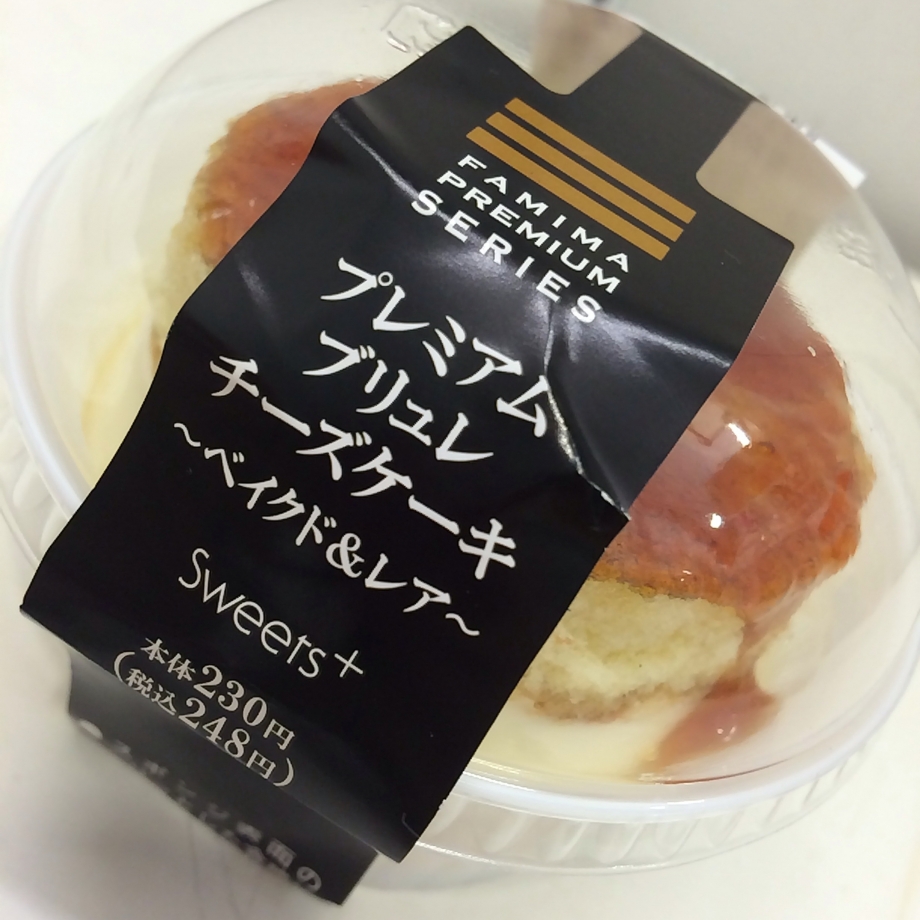 FAMIMA
PREMIUM
SERIES
プレミアム
ブリュレ
チーズケーキ
~ベイクド&レア~
Sweets+
本体230円
(税込248円)